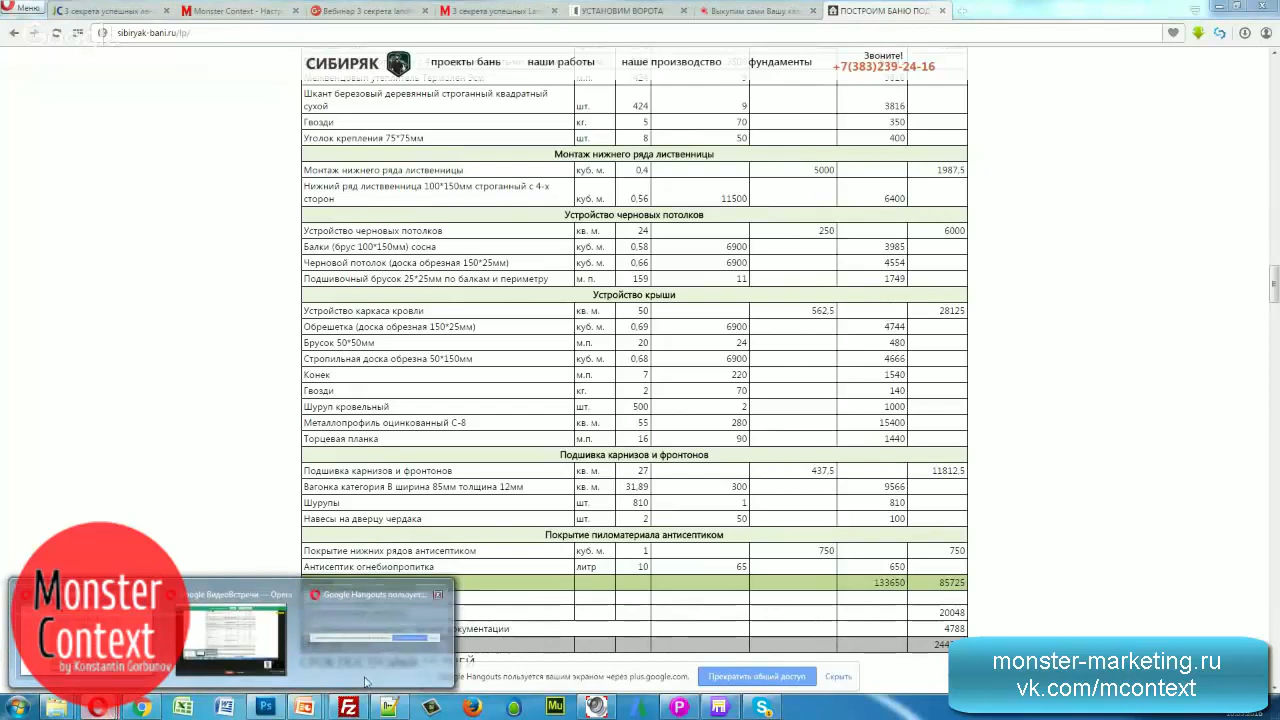 Меню
3 секрета успешных
Monster Context - Настр
Вебинар 3 секрета landi
3 секрета успешных Lan
УСТАНОВИМ ВОРОТА
Выкупим сами Вашу
ПОСТРОИМ БАНЮ ПОД
sibiryak-bani.ru/lp/
СИБИРЯК
проекты бань
наши работы
наше производство
фундаменты
Звоните!
+7(383)239-24-16
Шкант березовый деревянный строганный квадратный
сухой шт. 424 9 3816
Гвозди кг. 5 70 350
Уголок крепления 75*75мм шт. 8 50 400
Монтаж нижнего ряда лиственницы
Монтаж нижнего ряда лиственницы куб. м. 0,4 5000 1987,5
Нижний ряд листввенница 100*150мм строганный с 4-х
сторон куб. м. 0,56 11500 6400
Устройство черновых потолков
Устройство черновых потолков кв. м 24 250 6000
Балки (брус 100*150мм) сосна куб. м. 0,58 6900 3985
Черновой потолок (доска обрезная 150*25мм) куб. м. 0,66 6900 4554
Подшивочный брусок 25*25мм по балкам и периметру м. п. 159 11 1749
Устройство крыши
Устройство каркаса кровли кв. м 50 562,5 28125
Обрешетка (доска обрезная 150*25мм) куб. м. 0,69 6900 4744
Брусок 50*50мм м.п. 20 24 480
Стропильная доска обрезна 50*150мм куб. м. 0,68 6900 4666
Конек м.п. 7 220 1540
Гвозди кг. 2 70 140
Шуруп кровельный шт. 500 2 1000
Металлопрофиль оцинкованный С-8 кв. м 55 280 15400
Торцевая планка м.п. 16 90 1440
Подшивка карнизов и фронтонов
Подшивка карнизов и фронтонов кв. м. 27 437,5 11812,5
Вагонка категория В ширина 85мм толщина 12мм кв. м. 31,89 300 9566
Шурупы шт. 810 1 810
Навесы на дверцу чердака шт. 2 50 100
Покрытие пиломатериала антисептиком
Покрытие нижних рядов антисептиком куб. м 1 750 750
Антисептик огнебиопропитка литр 10 65 650
133650 85725
20048
4788
Monster
Context
by Konstantin Gorbunov
oogle ВидеоВстречи — Opera
Google Hangouts пользует...
Hangouts пользуется вашим экраном через plus.google.com.
Прекратить общий доступ
Скрыть
monster-marketing.ru
vk.com/mcontext